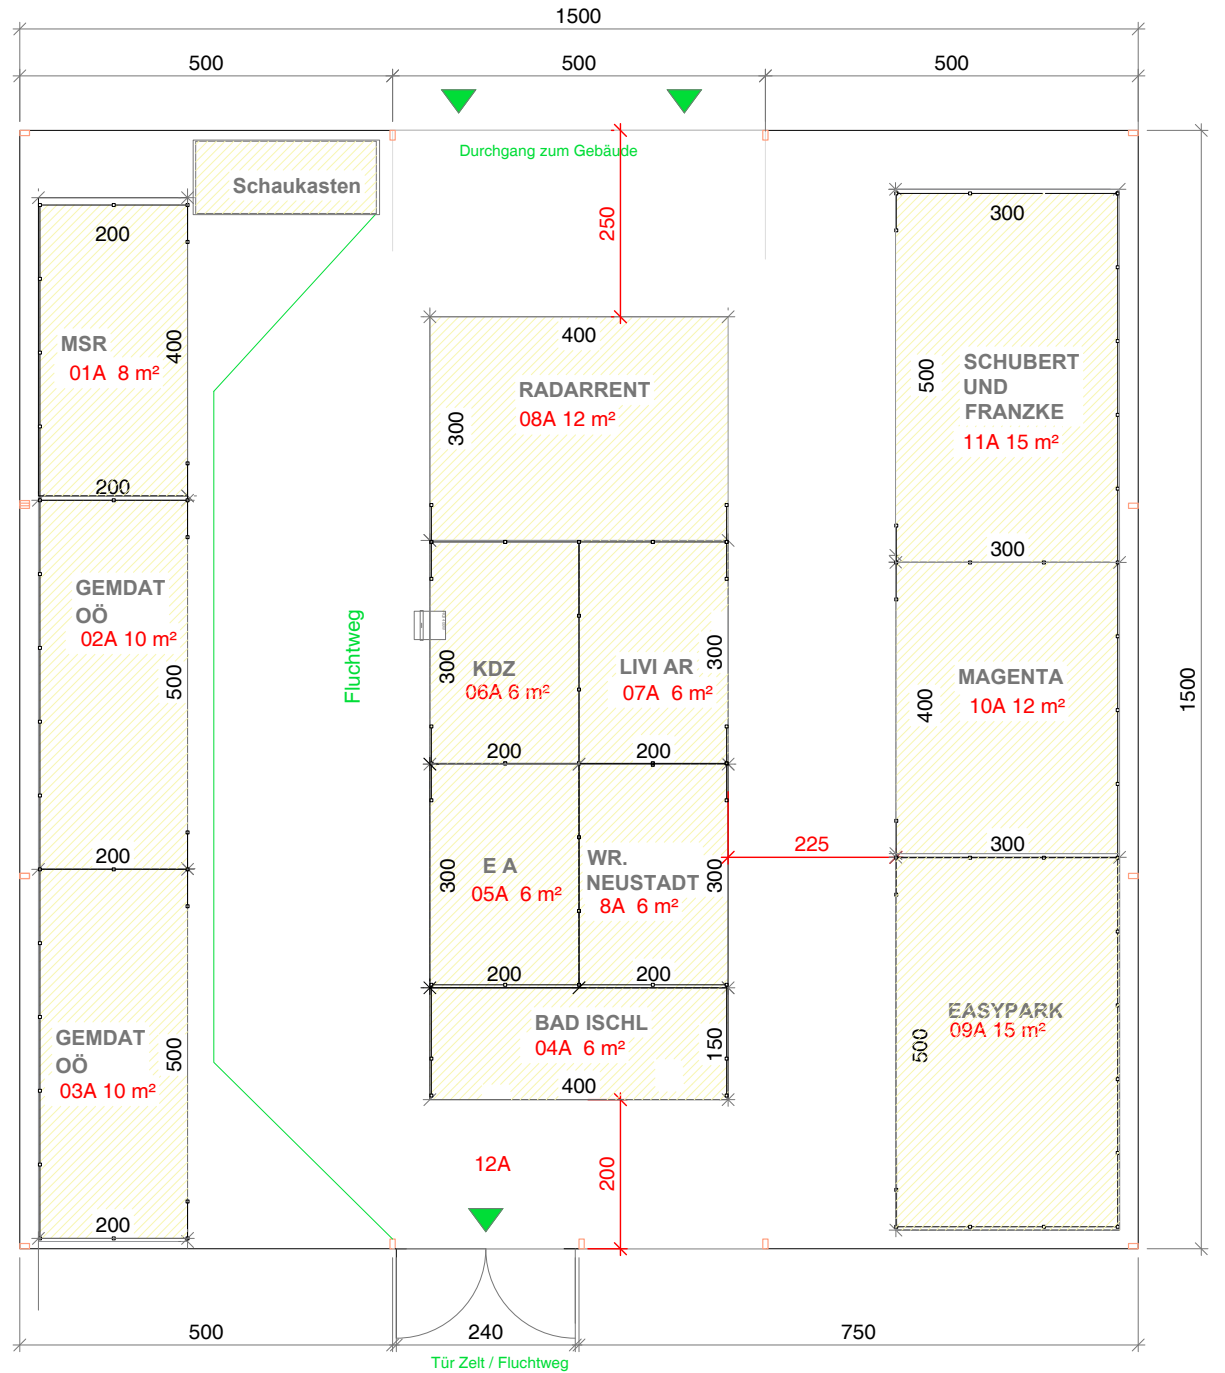 1500
500
500
500
Durchgang zum Gebäude
Schaukasten
200
250
300
MSR
01A 8 m²
400
400
RADARRENT
08A 12 m²
300
SCHUBERT
UND
FRANZKE
11A 15 m²
500
200
300
GEMDAT
OÖ
02A 10 m²
500
Fluchtweg
300
KDZ
06A 6 m²
LIVI AR
07A 6 m²
300
MAGENTA
10A 12 m²
400
1500
200
200
200
225
300
E A
05A 6 m²
300
WR.
NEUSTADT
8A 6 m²
300
200
200
GEMDAT
OÖ
03A 10 m²
500
BAD ISCHL
04A 6 m²
150
400
EASYPARK
09A 15 m²
500
12A
200
200
500
240
750
Tür Zelt / Fluchtweg